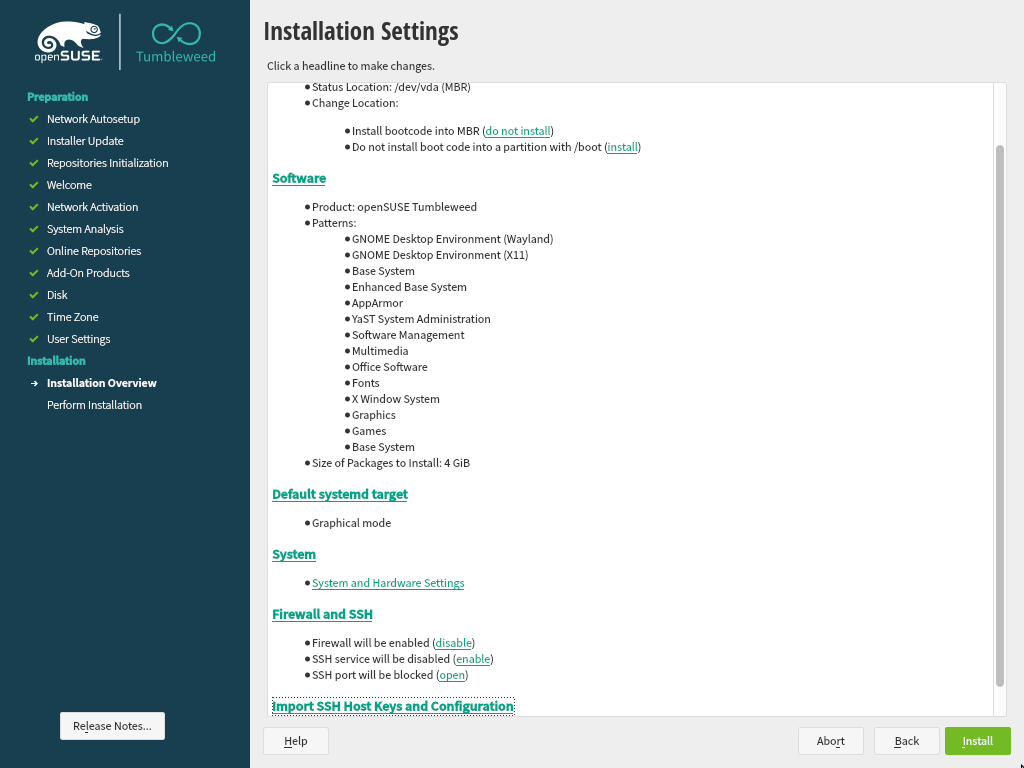 openSUSE
Tumbleweed
Preparation
Network Autosetup
Installer Update
Repositories Initialization
Welcome
Network Activation
System Analysis
Online Repositories
Add-On Products
Disk
Time Zone
User Settings
Installation
Installation Overview
Perform Installation
Release Notes...
Installation Settings
Click a headline to make changes.
Status Location: /dev/vda (MBR)
Change Location:
Install bootcode into MBR (do not install)
Do not install boot code into a partition with /boot (install)
Software
Product: openSUSE Tumbleweed
Patterns:
GNOME Desktop Environment (Wayland)
GNOME Desktop Environment (X11)
Base System
Enhanced Base System
AppArmor
YaST System Administration
Software Management
Multimedia
Office Software
Fonts
X Window System
Graphics
Games
Base System
Size of Packages to Install: 4 GiB
Default systemd target
Graphical mode
System
System and Hardware Settings
Firewall and SSH
Firewall will be enabled (disable)
SSH service will be disabled (enable)
SSH port will be blocked (open)
Import SSH Host Keys and Configuration
Help
Abort
Back
Install